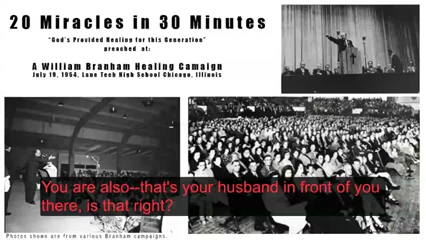 20 Miracles in 30 Minutes
"God's Provided Healing for this Generation"
preached at:
A William Branham Healing Camaign
July 19, 1954, Lane Tech High School Chicago, Illinois
You are also--that's your husband in front of you
there, is that right?
Photos shown are from various Branham campaigns.